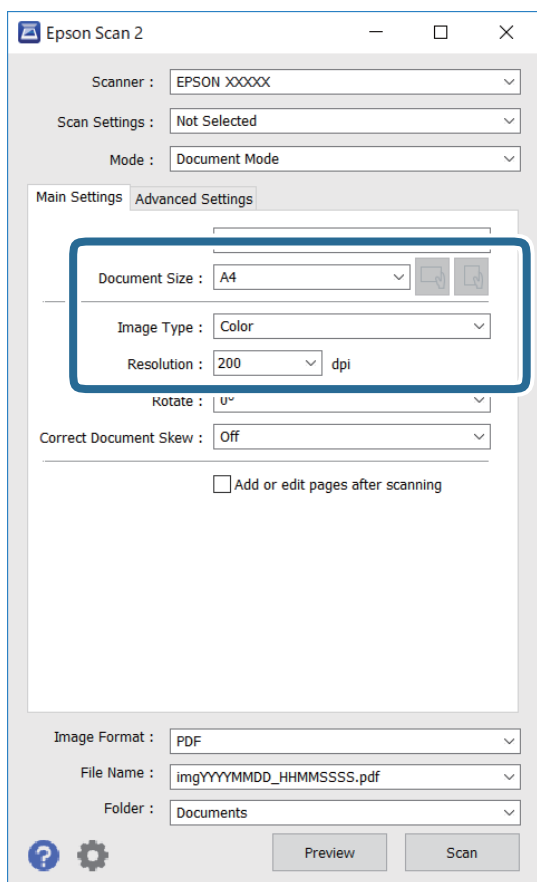 Epson Scan 2
Scanner : EPSON XXXXX
Scan Settings : Not Selected
Mode : Document Mode
Main Settings Advanced Settings
Document Size : A4
Image Type : Color
Resolution : 200 dpi
Rotate : 0°
Correct Document Skew : Off
Add or edit pages after scanning
Image Format : PDF
File Name : imgYYYYMMDD_HHMMSSSS.pdf
Folder : Documents
? Preview Scan